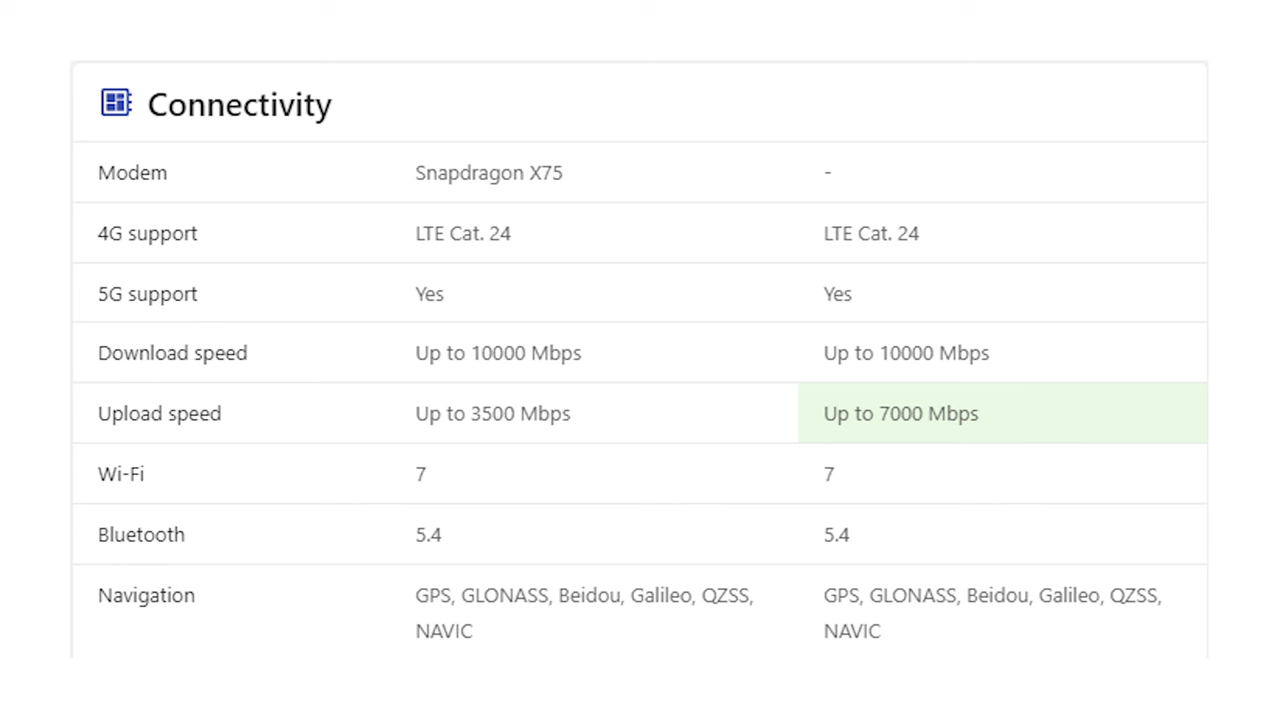 Connectivity
Modem Snapdragon X75 -
4G support LTE Cat. 24 LTE Cat. 24
5G support Yes Yes
Download speed Up to 10000 Mbps Up to 10000 Mbps
Upload speed Up to 3500 Mbps Up to 7000 Mbps
Wi-Fi 7 7
Bluetooth 5.4 5.4
Navigation GPS, GLONASS, Beidou, Galileo, QZSS, GPS, GLONASS, Beidou, Galileo, QZSS,
NAVIC NAVIC